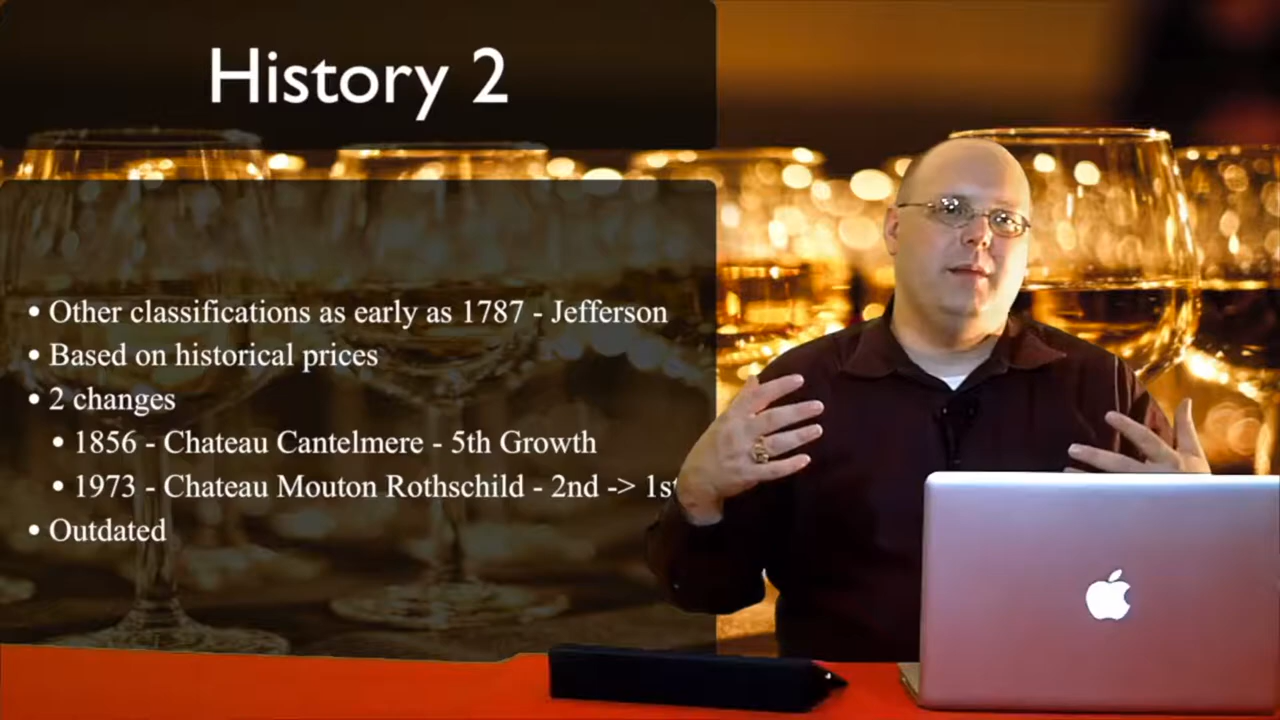 History 2
• Other classifications as early as 1787 - Jefferson
• Based on historical prices
• 2 changes
• 1856 - Chateau Cantelmere - 5th Growth
• 1973 - Chateau Mouton Rothschild - 2nd -> 1st
• Outdated